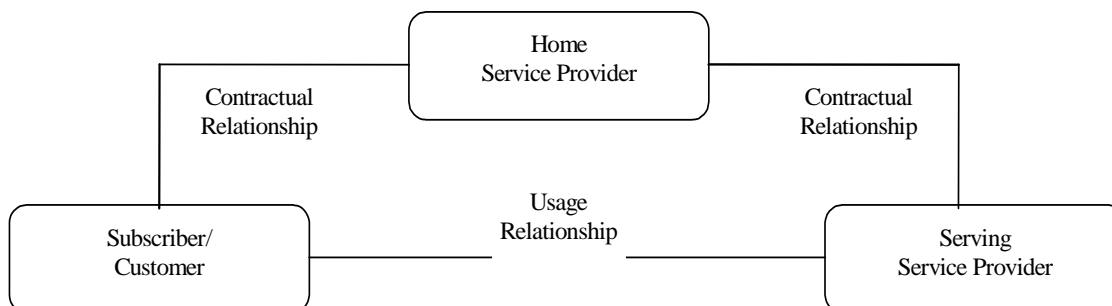 Home
Service Provider
Contractual
Relationship
Contractual
Relationship
Usage
Relationship
Subscriber/
Customer
Serving
Service Provider